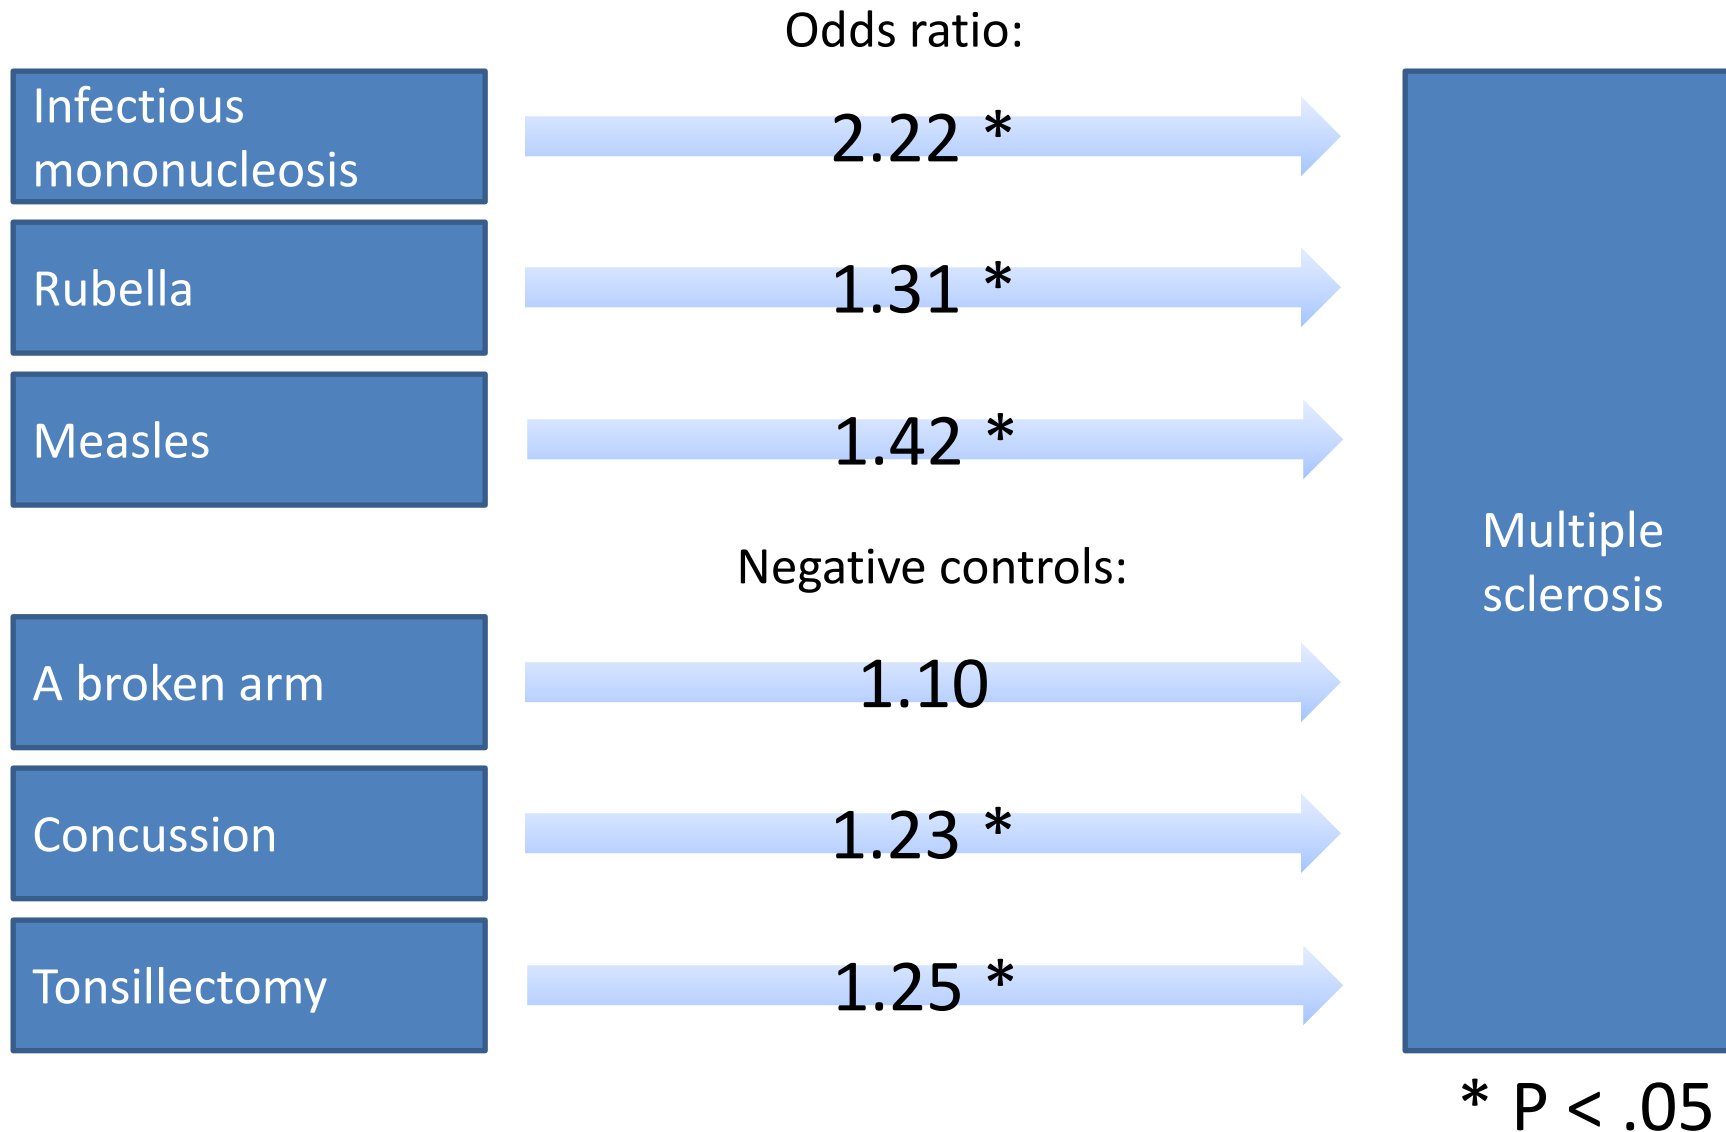 Odds ratio:
Infectious
mononucleosis
2.22 *
Rubella
1.31 *
Measles
1.42 *
Multiple
sclerosis
Negative controls:
A broken arm
1.10
Concussion
1.23 *
Tonsillectomy
1.25 *
* P < .05